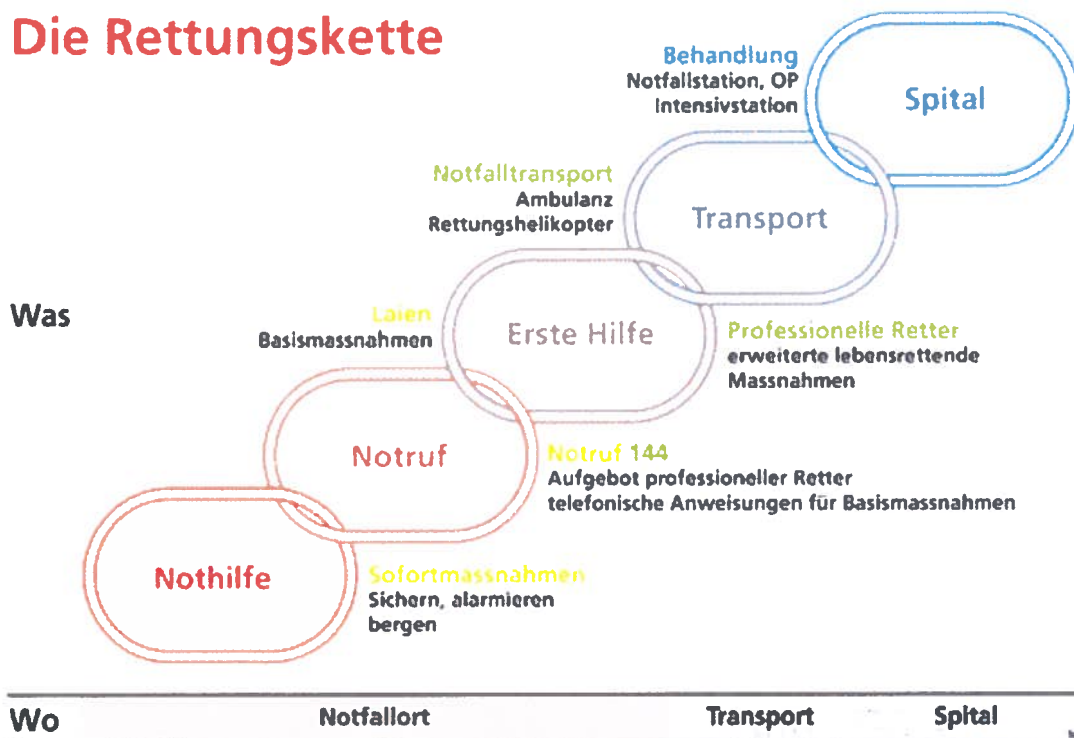 Die Rettungskette
Behandlung
Notfallstation, OP
Intensivstation
Spital
Notfalltransport
Ambulanz
Rettungshelikopter
Transport
Was
Laien
Basismassnahmen
Erste Hilfe
Professionelle Retter
erweiterte lebensrettende
Massnahmen
Notruf
Notruf 144
Aufgebot professioneller Retter
telefonische Anweisungen für Basismassnahmen
Nothilfe
Sofortmassnahmen
Sichern, alarmieren
bergen
Wo
Notfallort
Transport
Spital